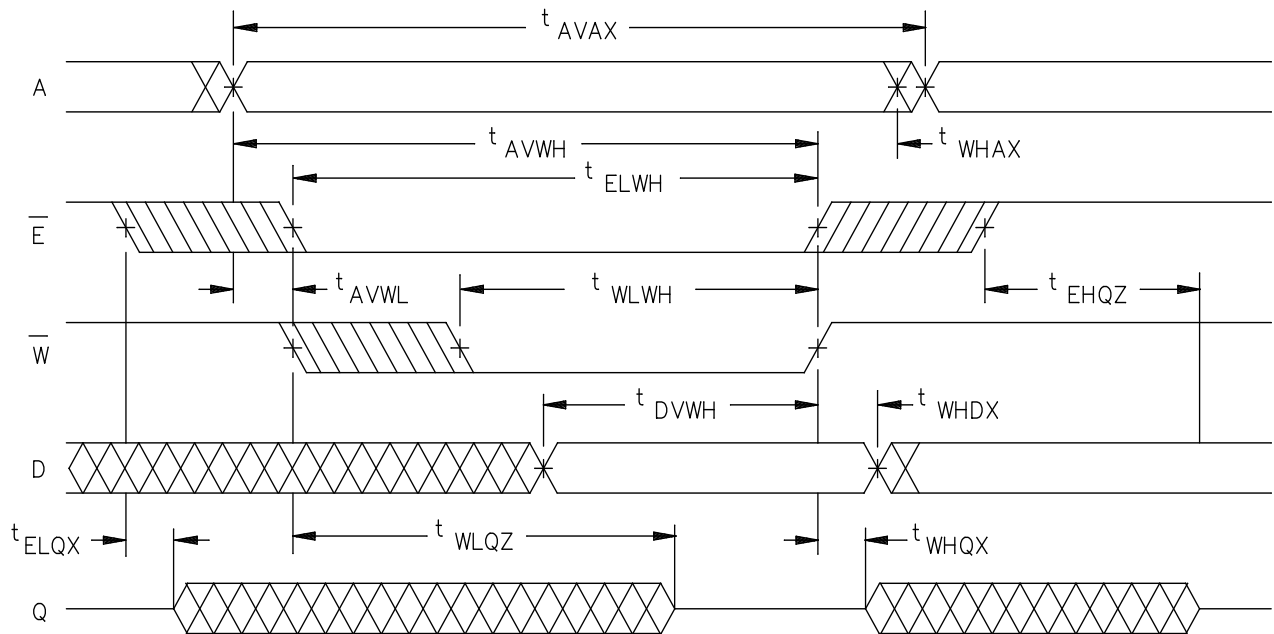 t AVAX
A
t AVWH
t WHAX
t ELWH
E
t AVWL
t WLWH
t EHQZ
W
t DVWH
t WHDX
D
t ELQX
t WLQZ
t WHQX
Q